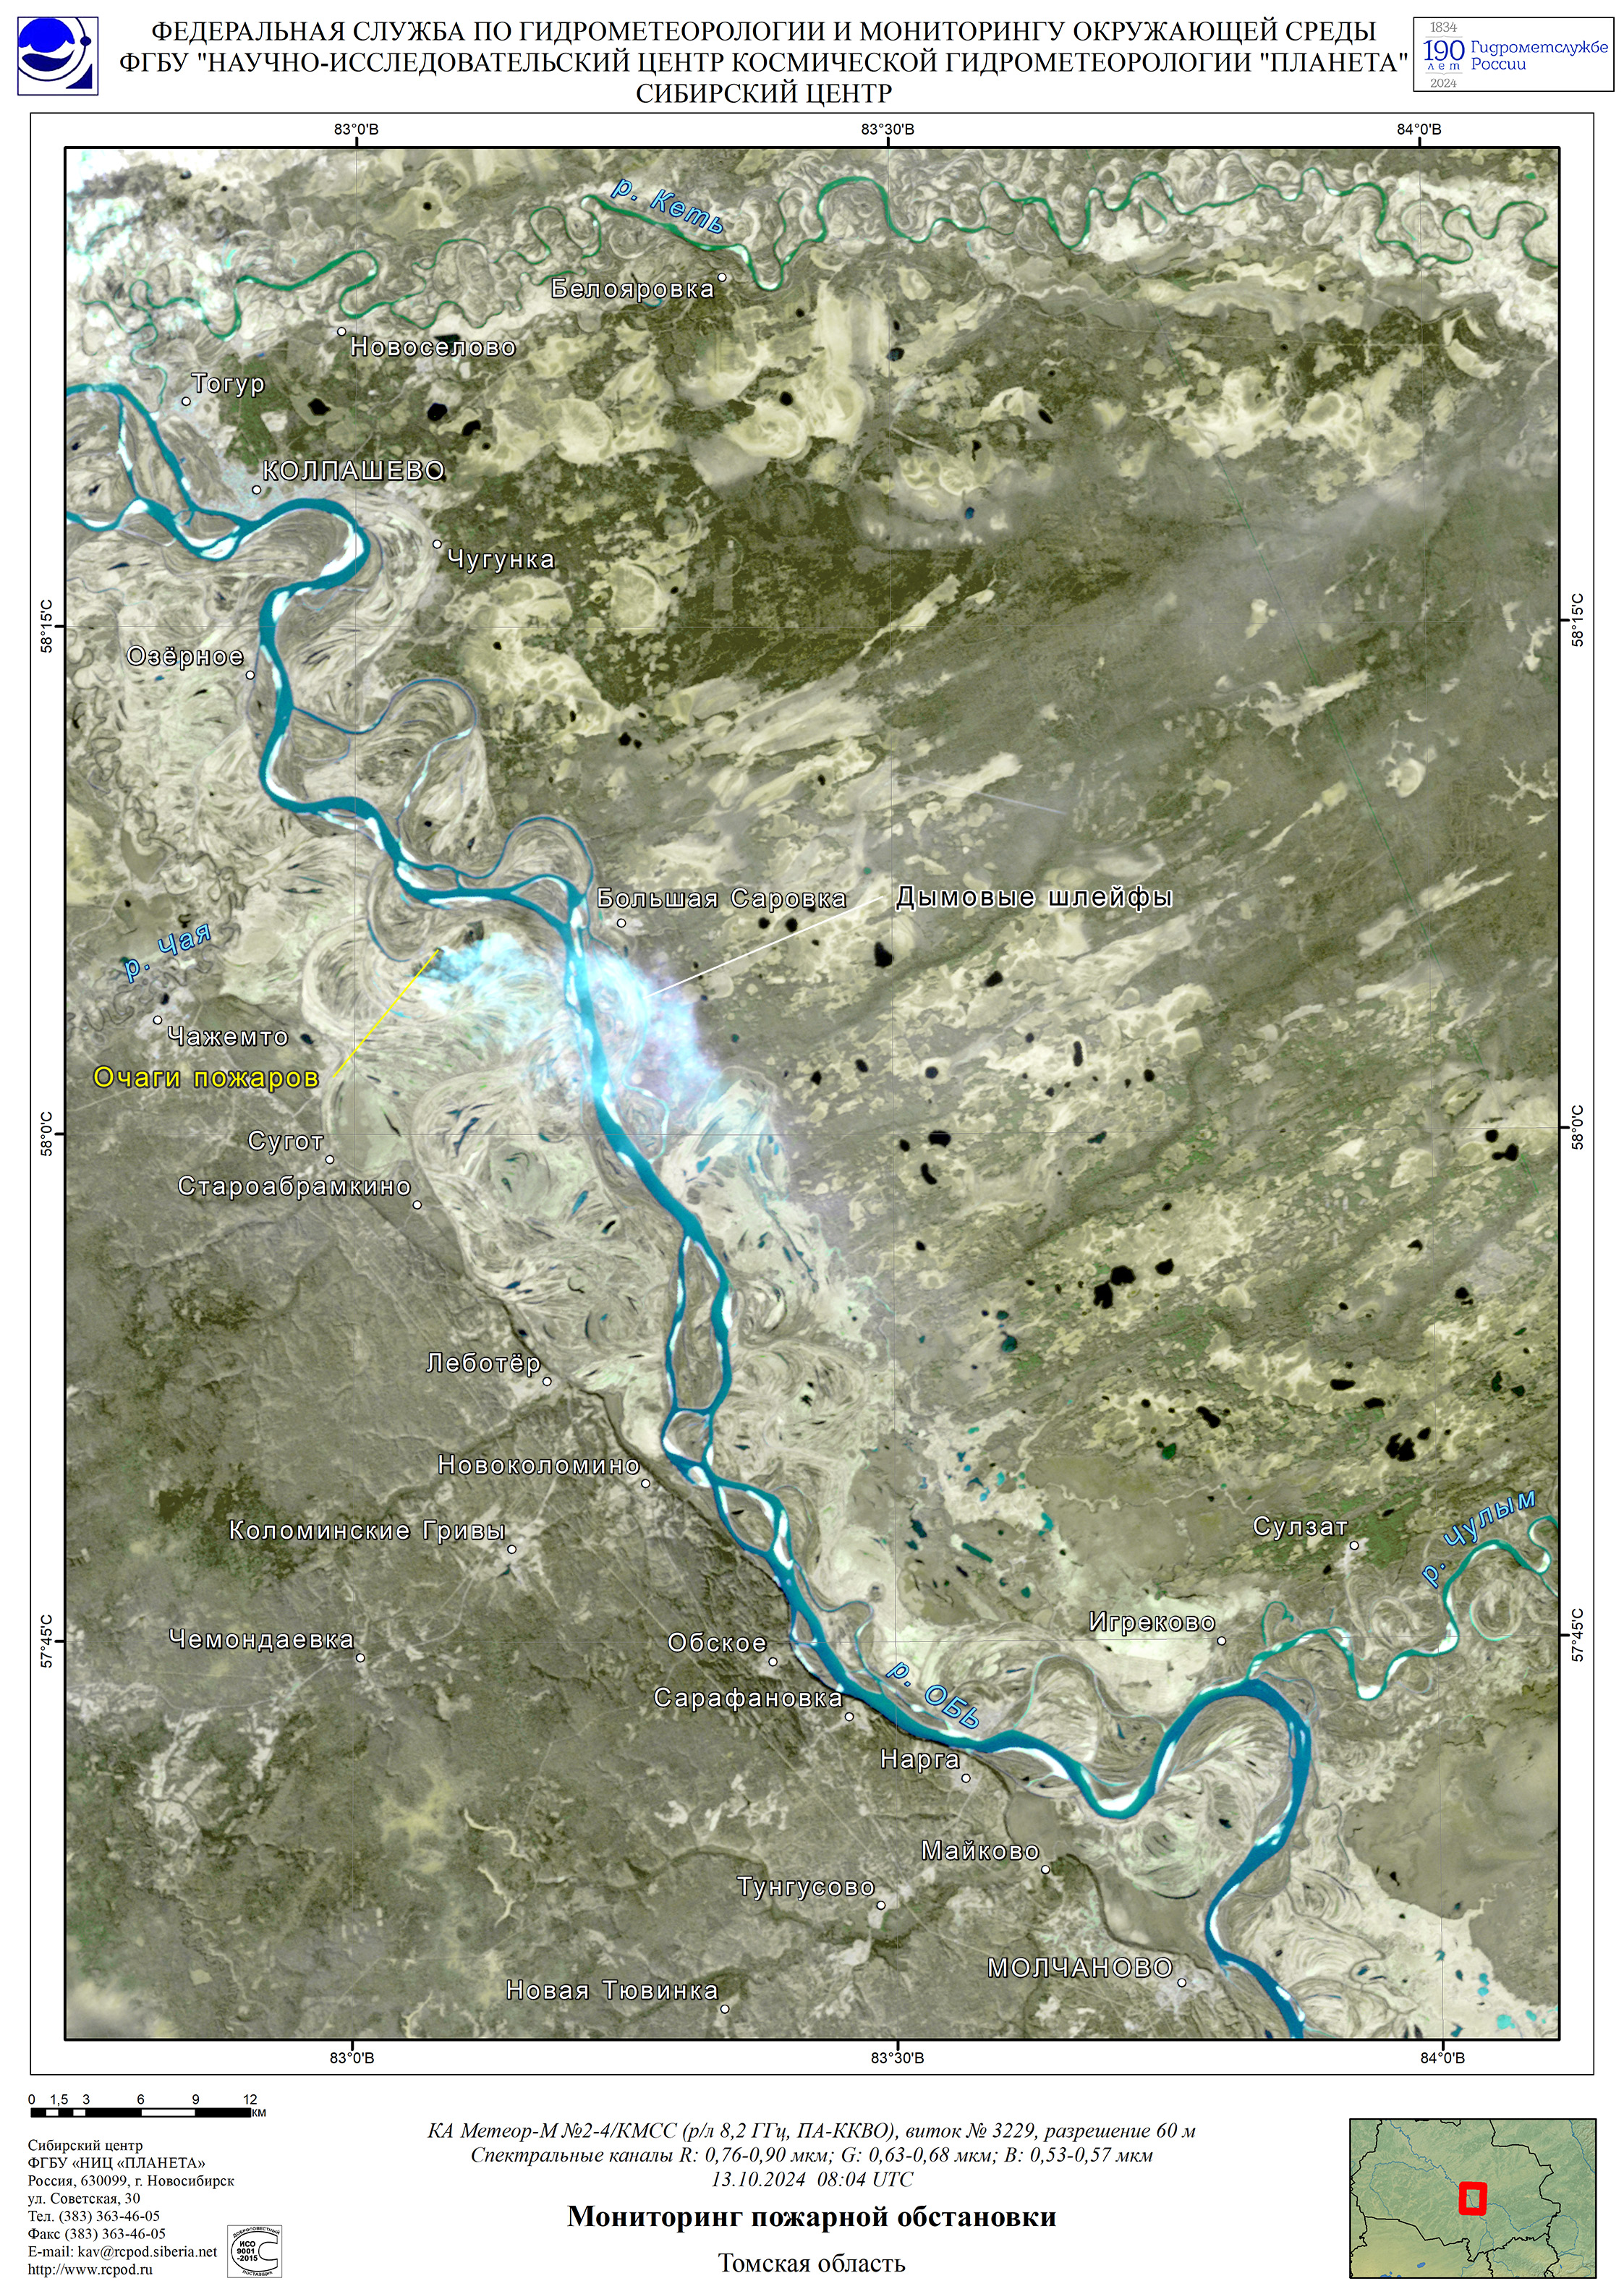 ФЕДЕРАЛЬНАЯ СЛУЖБА ПО ГИДРОМЕТЕОРОЛОГИИ И МОНИТОРИНГУ ОКРУЖАЮЩЕЙ СРЕДЫ
ФГБУ "НАУЧНО-ИССЛЕДОВАТЕЛЬСКИЙ ЦЕНТР КОСМИЧЕСКОЙ ГИДРОМЕТЕОРОЛОГИИ "ПЛАНЕТА"
СИБИРСКИЙ ЦЕНТР
1834
190 лет
Гидрометслужбе
России
2024
83°0'В 83°30'В 84°0'В
р. Кеть
Белояровка
Новоселово
Тогур
КОЛПАШЕВО
Чугунка
58°15'С 58°15'С
Озёрное
Большая Саровка
Дымовые шлейфы
р. Чая
Чажемто
Очаги пожаров
58°0'С 58°0'С
Сугот
Староабрамкино
Леботёр
Новоколомино
Коломинские Гривы
Сулзат
р. Чулым
Игреково
57°45'С 57°45'С
Чемондаевка
Обское
Сарафановка
р. ОБЬ
Нарга
Майково
Тунгусово
МОЛЧАНОВО
Новая Тювинка
83°0'В 83°30'В 84°0'В
0 1,5 3 6 9 12
КМ
Сибирский центр
ФГБУ «НИЦ «ПЛАНЕТА»
Россия, 630099, г. Новосибирск
ул. Советская, 30
Тел. (383) 363-46-05
Факс (383) 363-46-05
E-mail: kav@rcpod.siberia.net
http://www.rcpod.ru
ДОБРОСОВЕСТНЫЙ
ИСО
9001
-2015
ПОСТАВЩИК
КА Метеор-М №2-4/КМСС (р/л 8,2 ГГц, ПА-ККВО), виток № 3229, разрешение 60 м
Спектральные каналы R: 0,76-0,90 мкм; G: 0,63-0,68 мкм; B: 0,53-0,57 мкм
13.10.2024 08:04 UTC
Мониторинг пожарной обстановки
Томская область